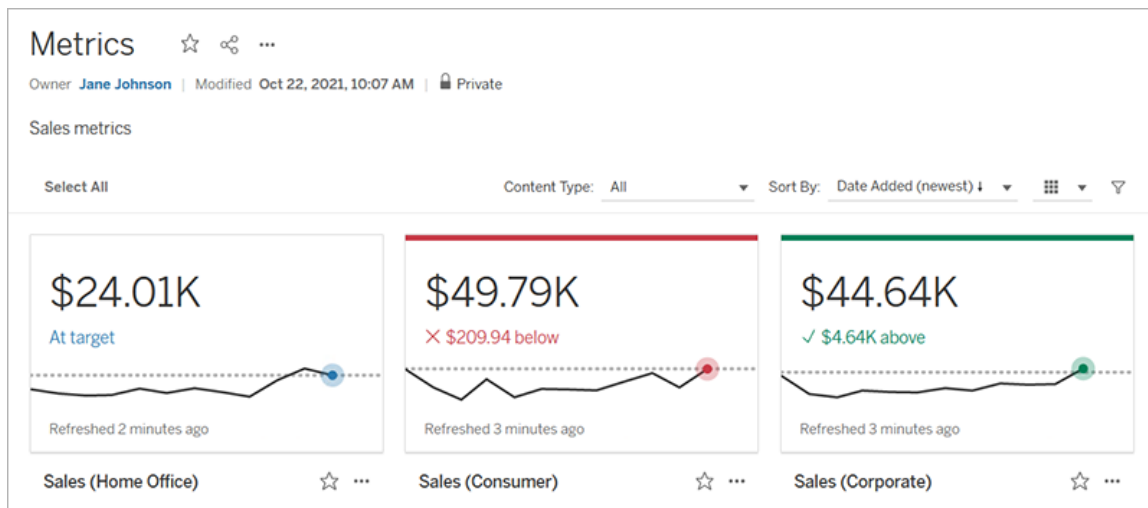 Metrics
Owner Jane Johnson | Modified Oct 22, 2021, 10:07 AM | Private
Sales metrics
Select All Content Type: All Sort By: Date Added (newest) ↓
$24.01K $49.79K $44.64K
At target × $209.94 below ✓ $4.64K above
Refreshed 2 minutes ago Refreshed 3 minutes ago Refreshed 3 minutes ago
Sales (Home Office) Sales (Consumer) Sales (Corporate)